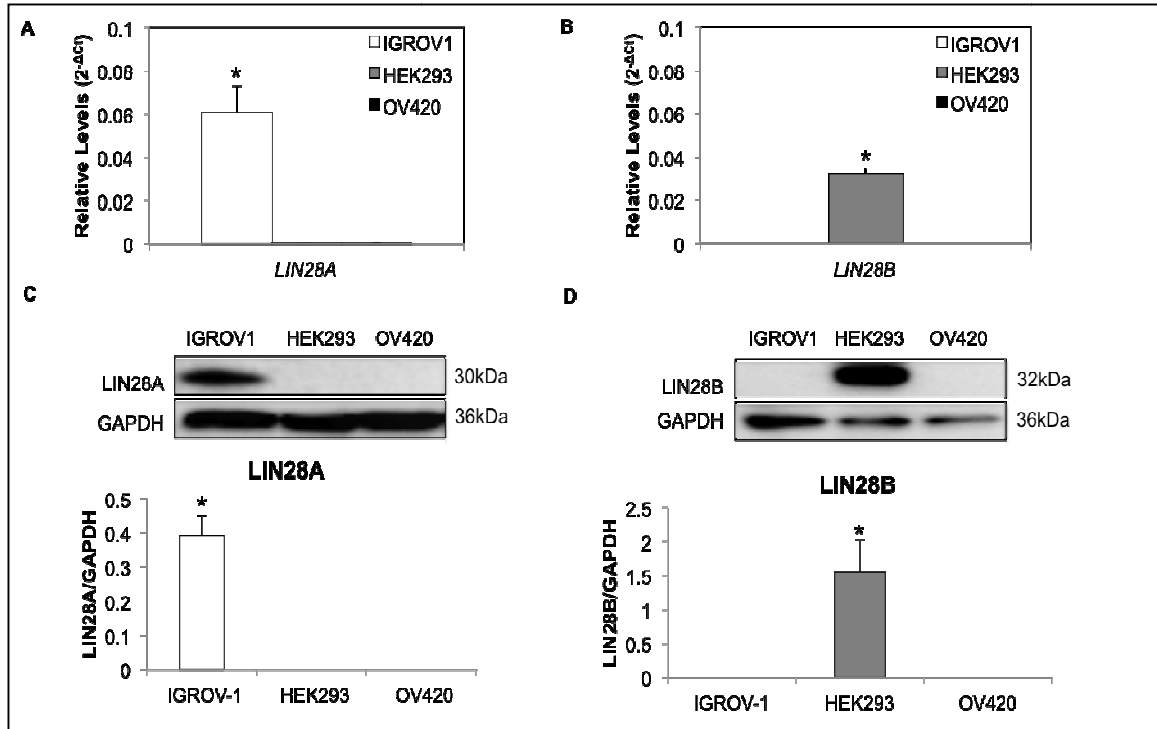 A
0.1
0.08
0.06
0.04
0.02
0
Relative Levels (2-ΔCt)
*
IGROV1
HEK293
OV420
LIN28A
B
0.1
0.08
0.06
0.04
0.02
0
Relative Levels (2-ΔCt)
*
IGROV1
HEK293
OV420
LIN28B
C
IGROV1 HEK293 OV420
LIN28A 30kDa
GAPDH 36kDa
LIN28A
0.5
0.4
0.3
0.2
0.1
0
LIN28A/GAPDH
*
IGROV-1 HEK293 OV420
D
IGROV1 HEK293 OV420
LIN28B 32kDa
GAPDH 36kDa
LIN28B
2.5
2
1.5
1
0.5
0
LIN28B/GAPDH
*
IGROV-1 HEK293 OV420